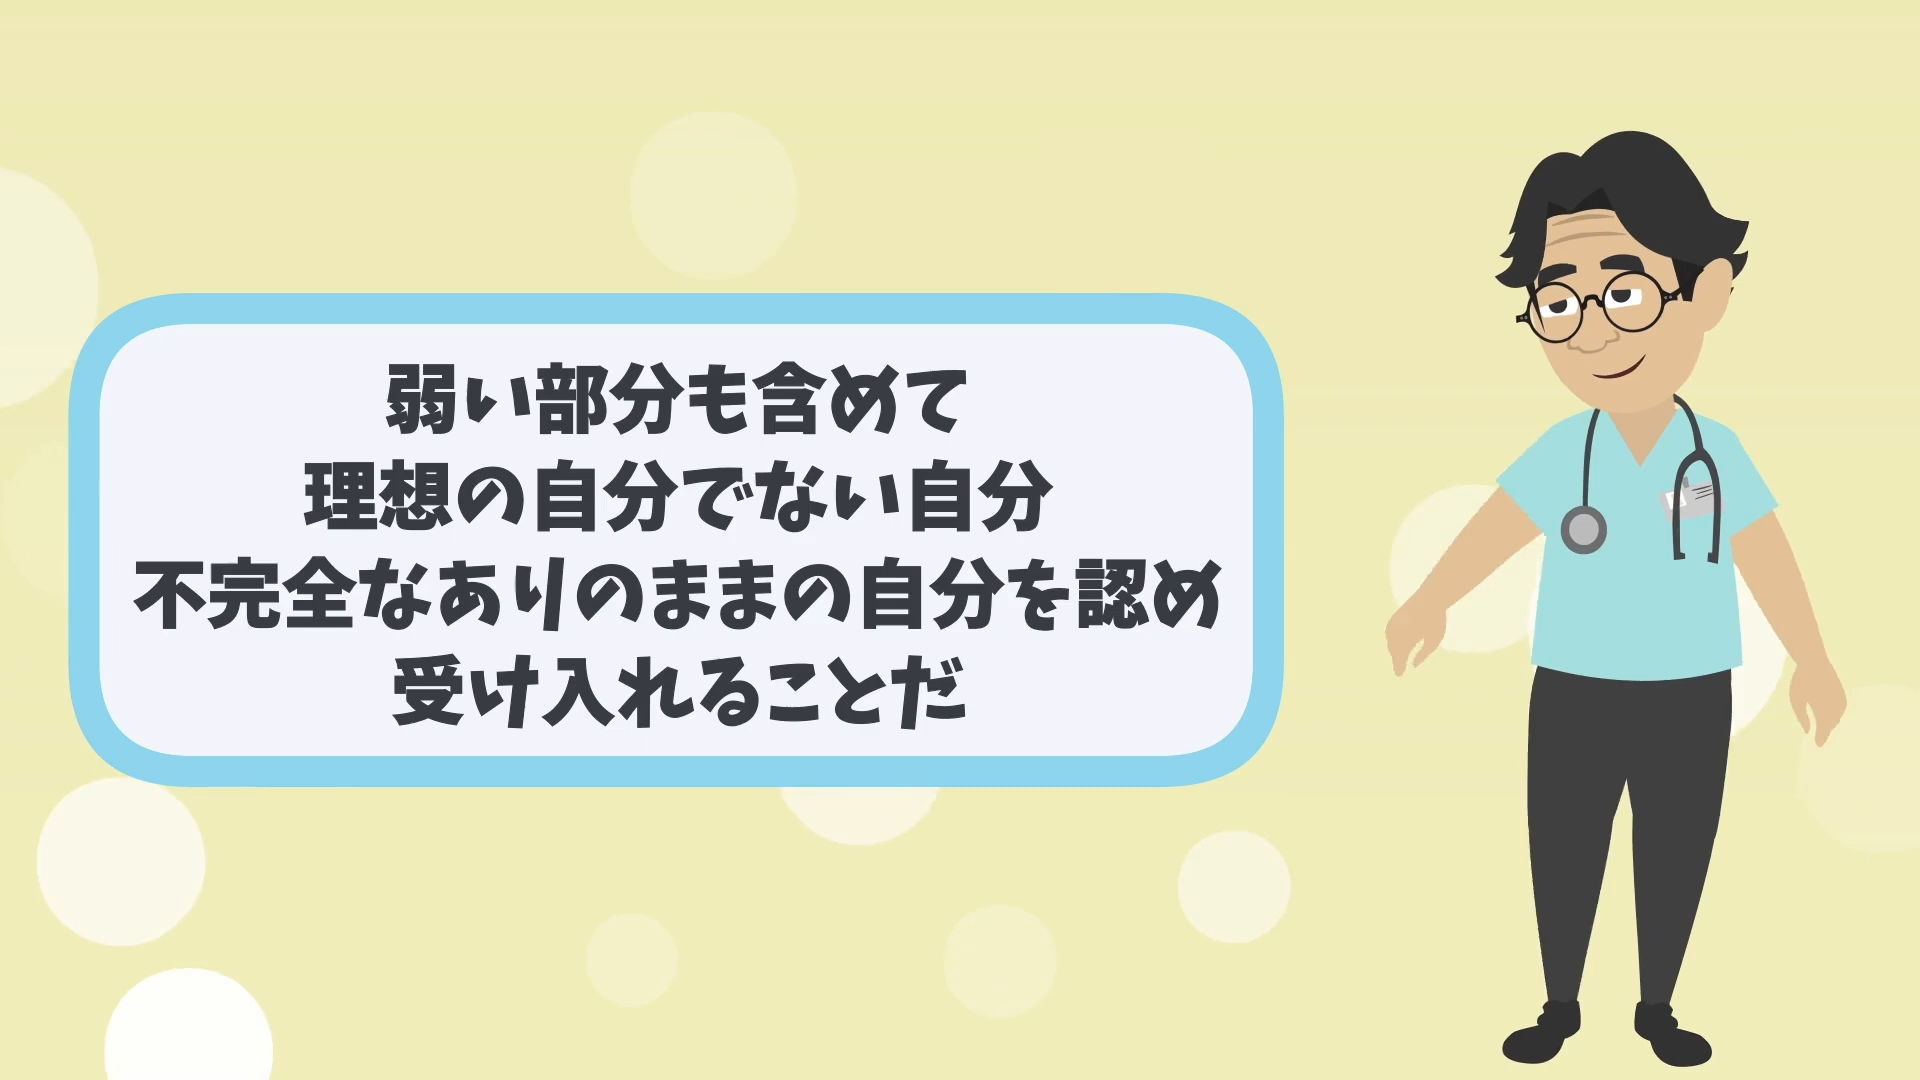 弱い部分も含めて
理想の自分でない自分
不完全なありのままの自分を認め
受け入れることだ